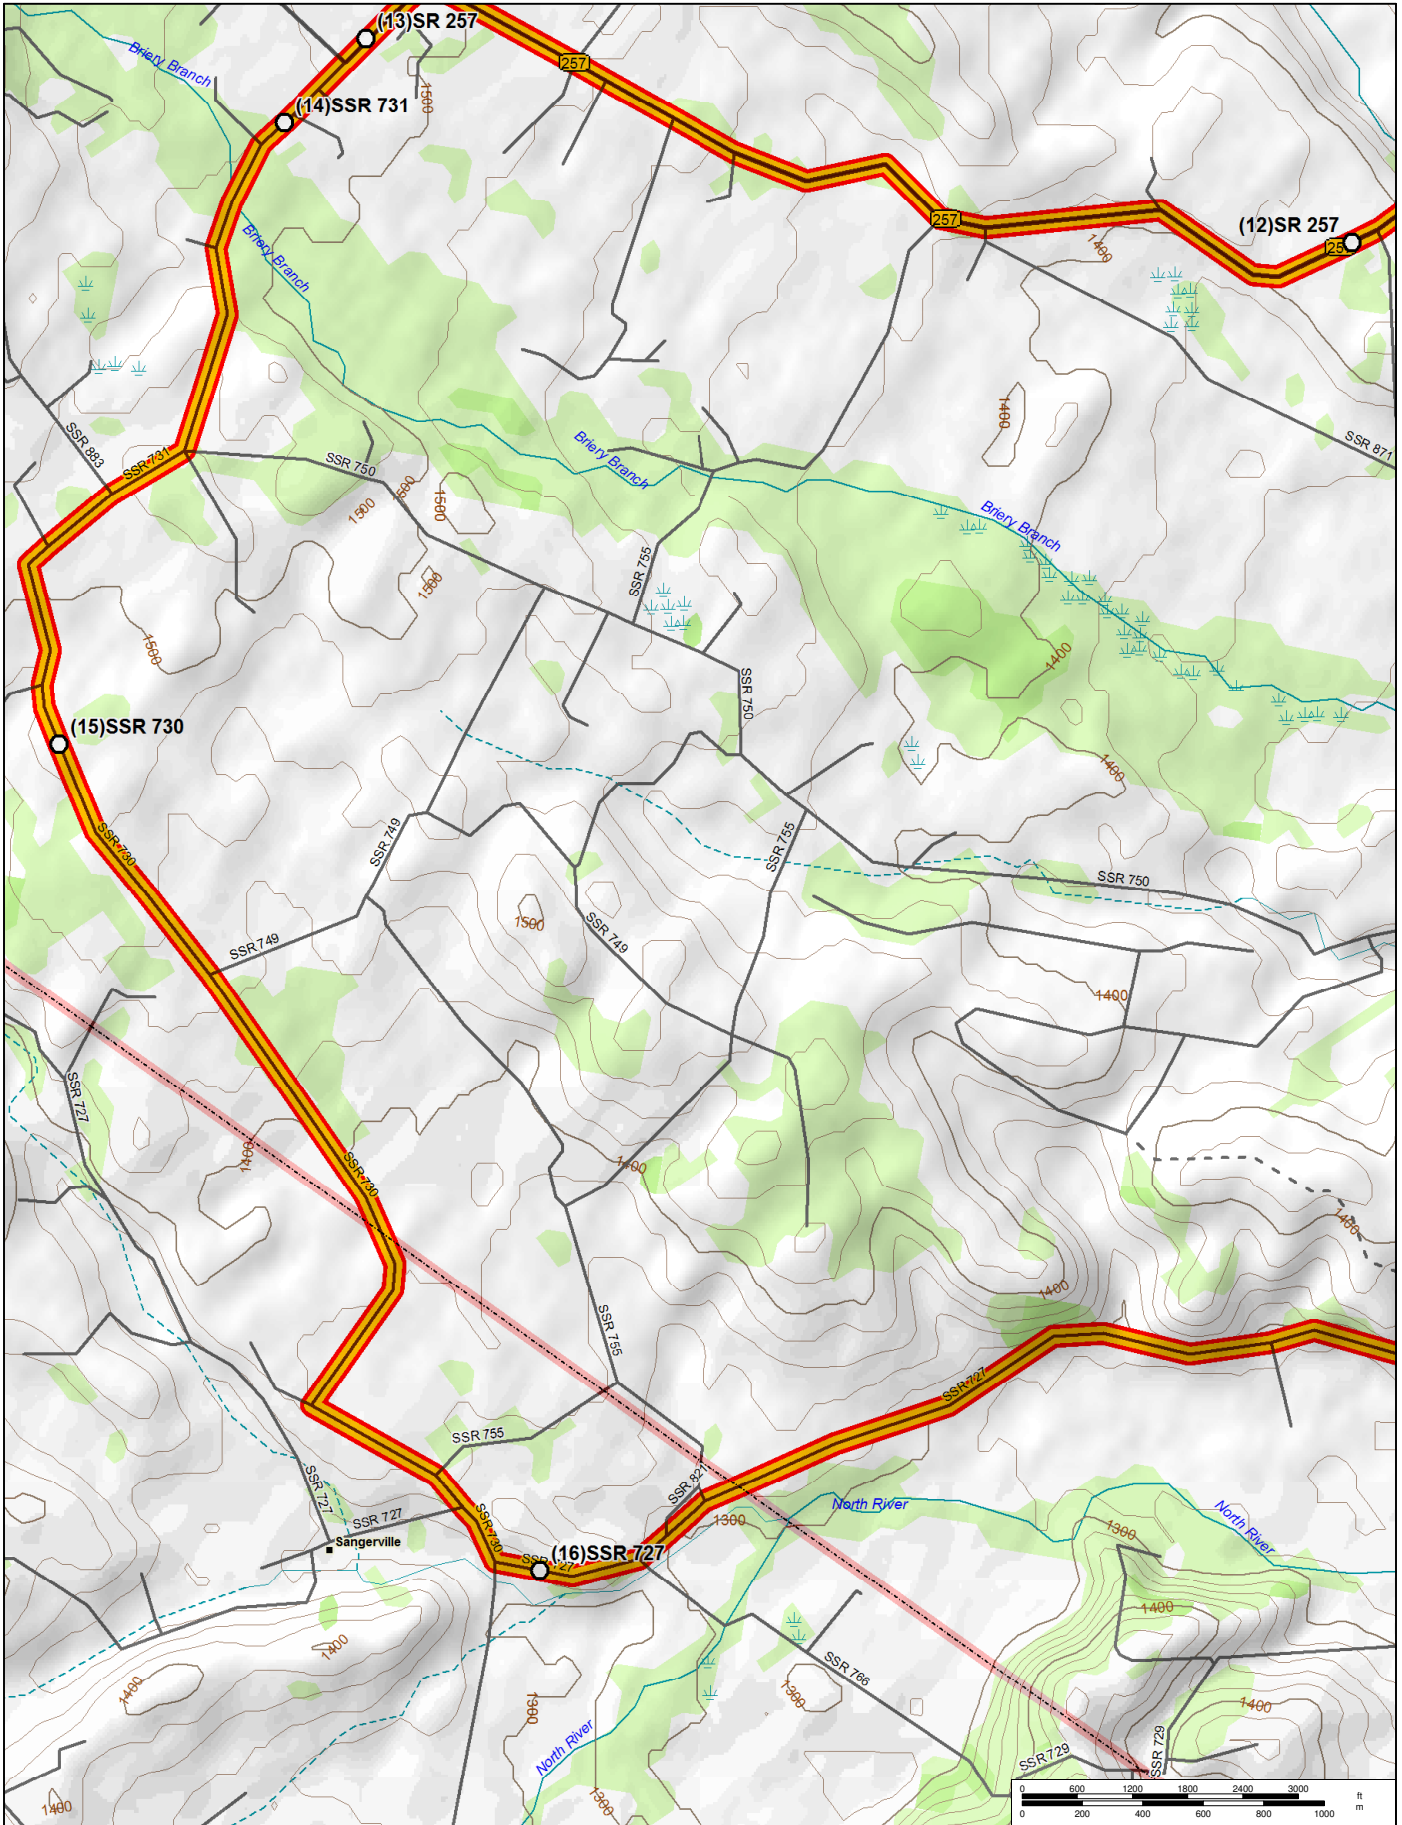 (13)SR 257
Briery Branch
257
1500
(14)SSR 731
257
(12)SR 257
25
1400
Briery Branch
1400
SSR 883
SSR 731
SSR 750
Briery Branch
SSR 871
1500
1500
1500
Briery Branch
SSR 755
1500
1500
1400
SSR 750
(15)SSR 730
1400
SSR 730
SSR 749
SSR 755
SSR 750
1500
SSR 749
SSR 749
1400
SSR 727
1400
SSR 730
1400
1400
1400
SSR 755
SSR 727
SSR 755
SSR 727
SSR 821
North River
North River
SSR 727
SSR 730
1300
1300
Sangerville
(16)SSR 727
1400
1400
1400
SSR 766
1300
1300
1400
North River
SSR 729
SSR 729
1400
1300
0 600 1200 1800 2400 3000 ft
0 200 400 600 800 1000 m